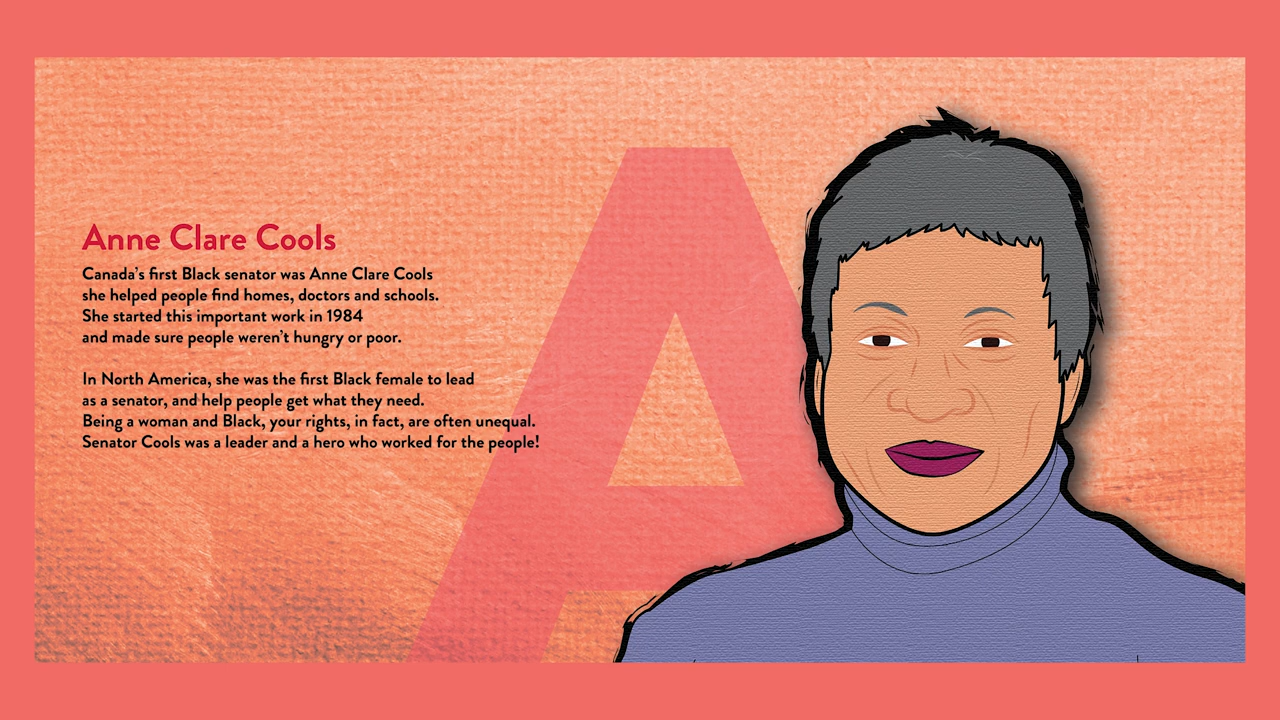 A
Anne Clare Cools
Canada's first Black senator was Anne Clare Cools
she helped people find homes, doctors and schools.
She started this important work in 1984
and made sure people weren't hungry or poor.
In North America, she was the first Black female to lead
as a senator, and help people get what they need.
Being a woman and Black, your rights, in fact, are often unequal.
Senator Cools was a leader and a hero who worked for the people!